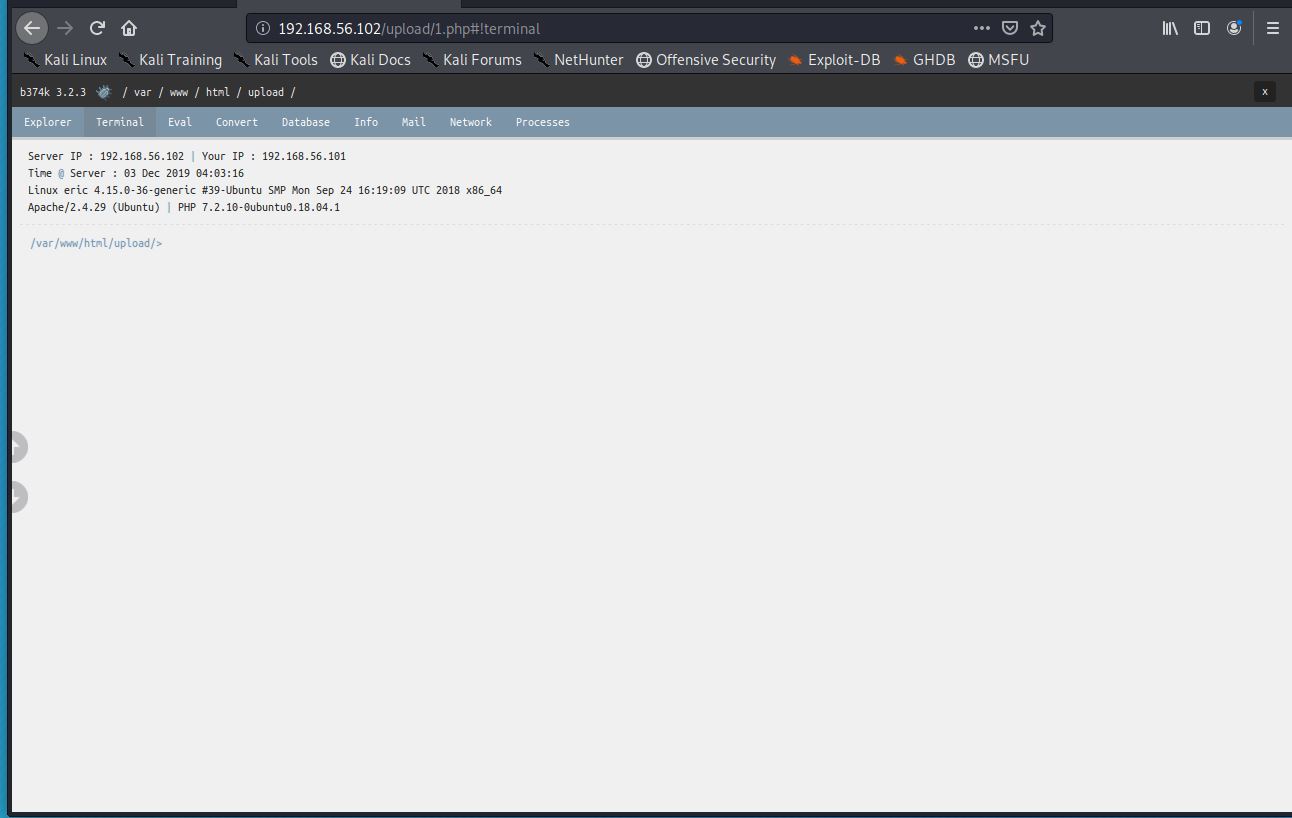 192.168.56.102/upload/1.php#!terminal
Kali Linux Kali Training Kali Tools Kali Docs Kali Forums NetHunter Offensive Security Exploit-DB GHDB MSFU
b374k 3.2.3 / var / www / html / upload / x
Explorer Terminal Eval Convert Database Info Mail Network Processes
Server IP : 192.168.56.102 | Your IP : 192.168.56.101
Time @ Server : 03 Dec 2019 04:03:16
Linux eric 4.15.0-36-generic #39-Ubuntu SMP Mon Sep 24 16:19:09 UTC 2018 x86_64
Apache/2.4.29 (Ubuntu) | PHP 7.2.10-0ubuntu0.18.04.1
/var/www/html/upload/>